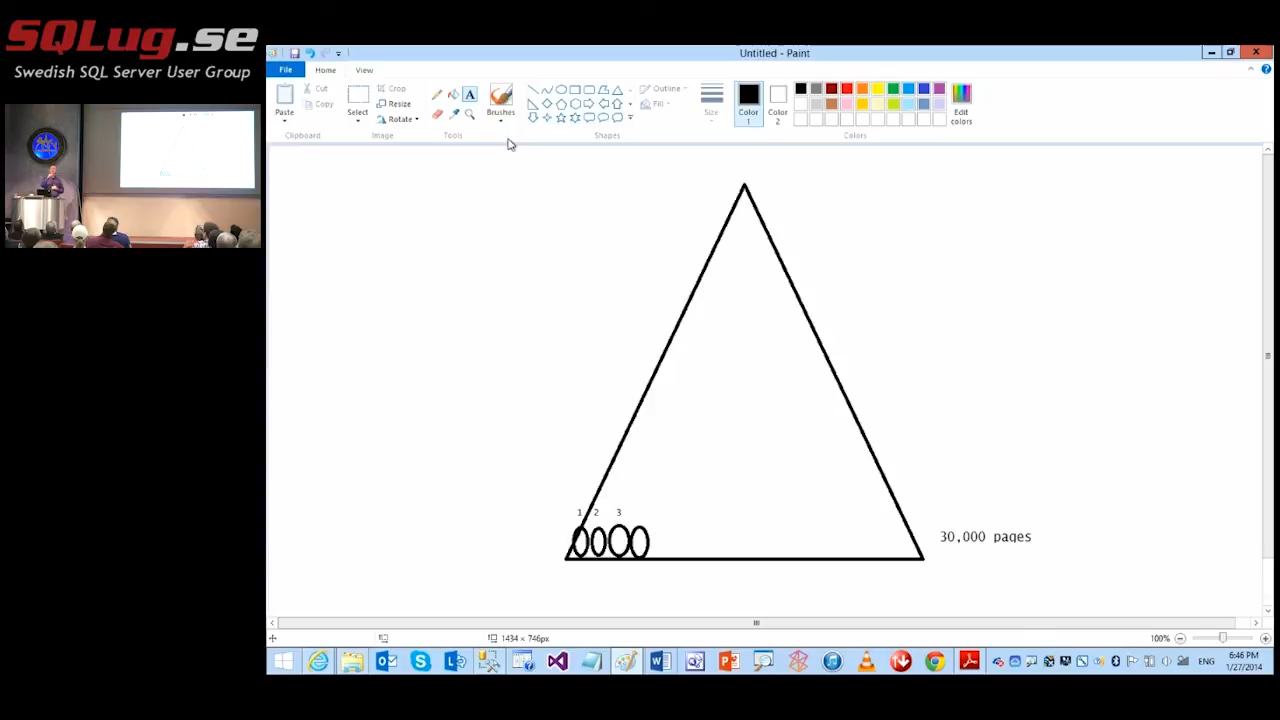 SQLug.se
Swedish SQL Server User Group
Untitled - Paint
File
Home
View
Paste
Cut
Copy
Clipboard
Select
Crop
Resize
Rotate
Image
A
Tools
Brushes
Shapes
Outline
Fill
Size
Color
1
Color
2
Edit
colors
Colors
1 2 3
30,000 pages
1434 × 746px
100%
ENG
6:46 PM
1/27/2014